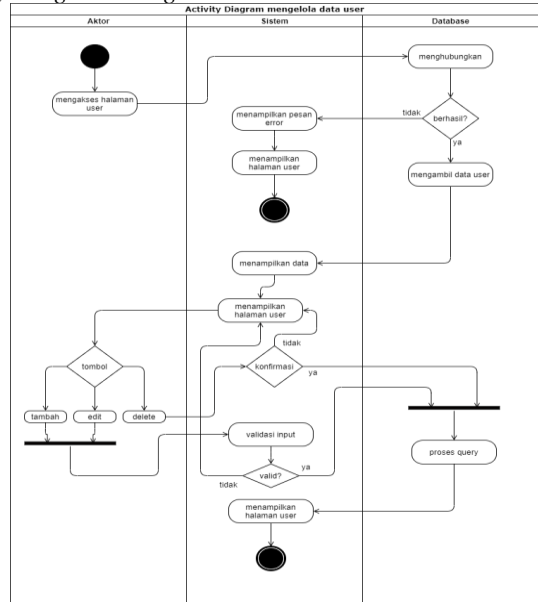 Activity Diagram mengelola data user
Aktor
Sistem
Database
menghubungkan
mengakses halaman
user
menampilkan pesan
error
tidak
berhasil?
ya
menampilkan
halaman user
mengambil data user
menampilkan data
menampilkan
halaman user
tidak
tombol
konfirmasi
ya
tambah
edit
delete
validasi input
proses query
ya
valid?
tidak
menampilkan
halaman user